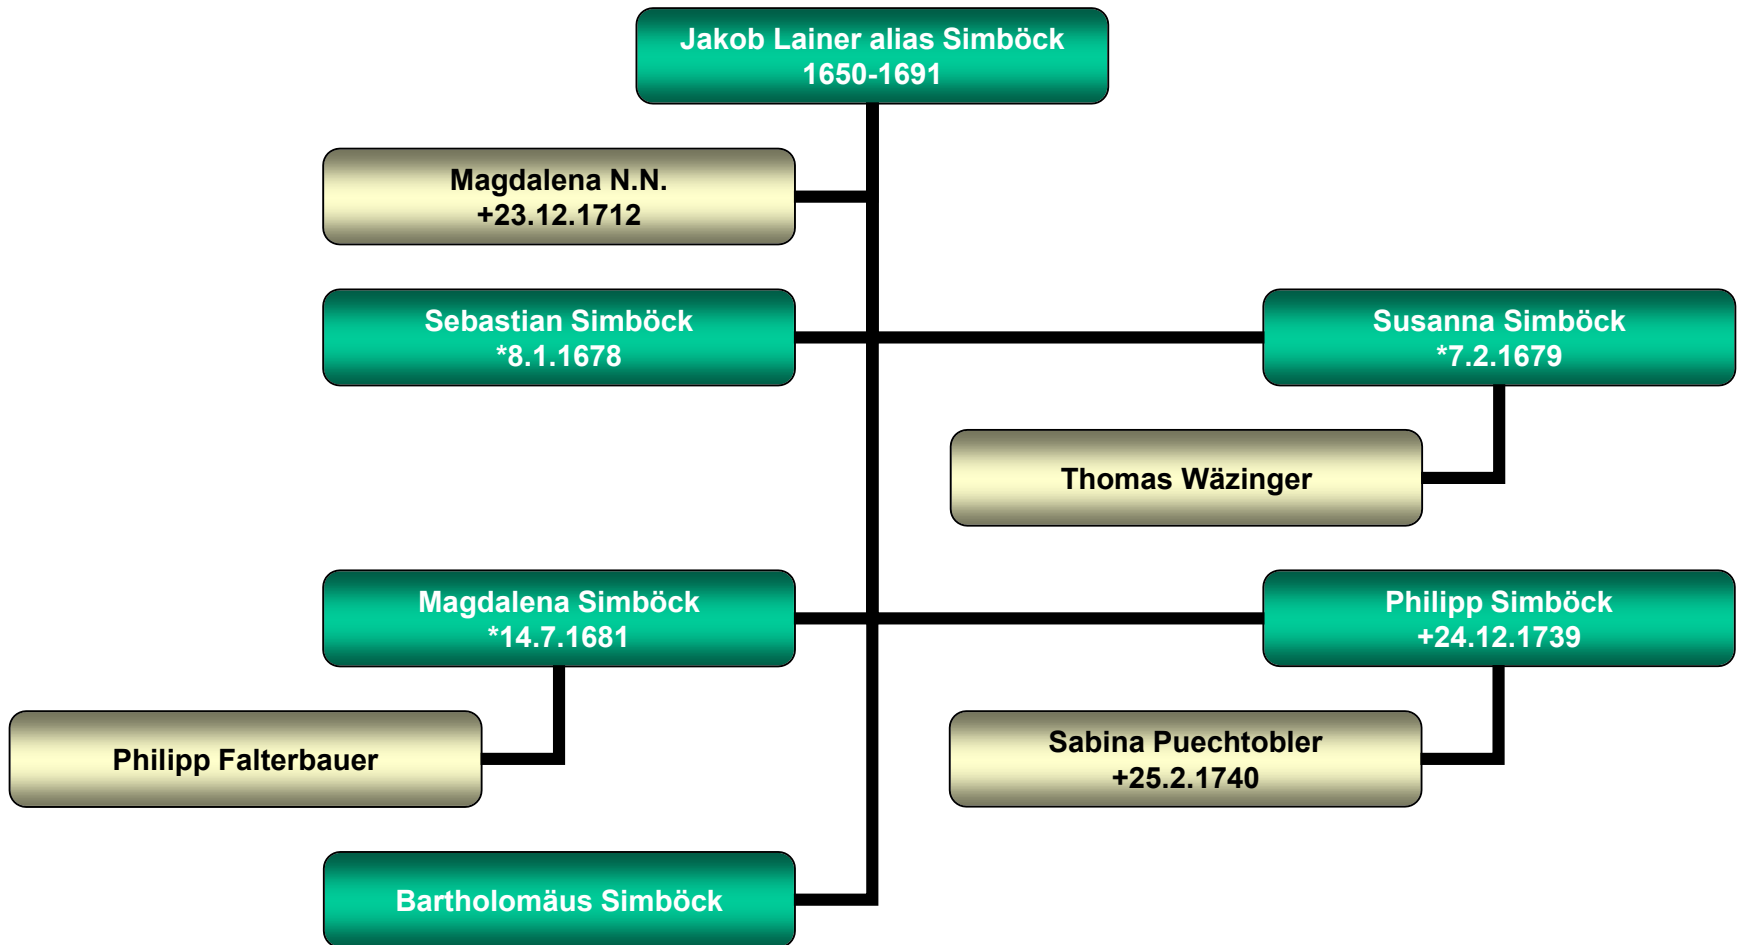 Jakob Lainer alias Simböck
1650-1691
Magdalena N.N.
+23.12.1712
Sebastian Simböck
*8.1.1678
Susanna Simböck
*7.2.1679
Thomas Wäzinger
Magdalena Simböck
*14.7.1681
Philipp Simböck
+24.12.1739
Philipp Falterbauer
Sabina Puechtobler
+25.2.1740
Bartholomäus Simböck